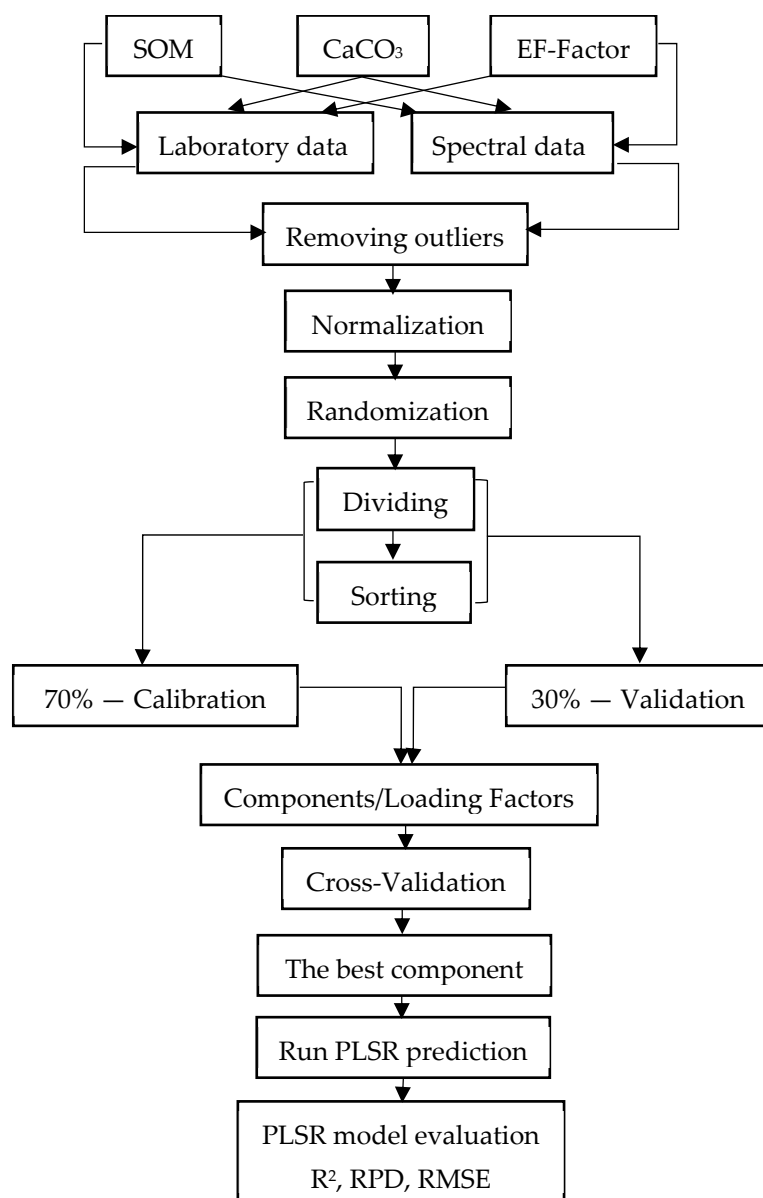 SOM
CaCO₃
EF-Factor
Laboratory data
Spectral data
Removing outliers
Normalization
Randomization
Dividing
Sorting
70% — Calibration
30% — Validation
Components/Loading Factors
Cross-Validation
The best component
Run PLSR prediction
PLSR model evaluation
R², RPD, RMSE